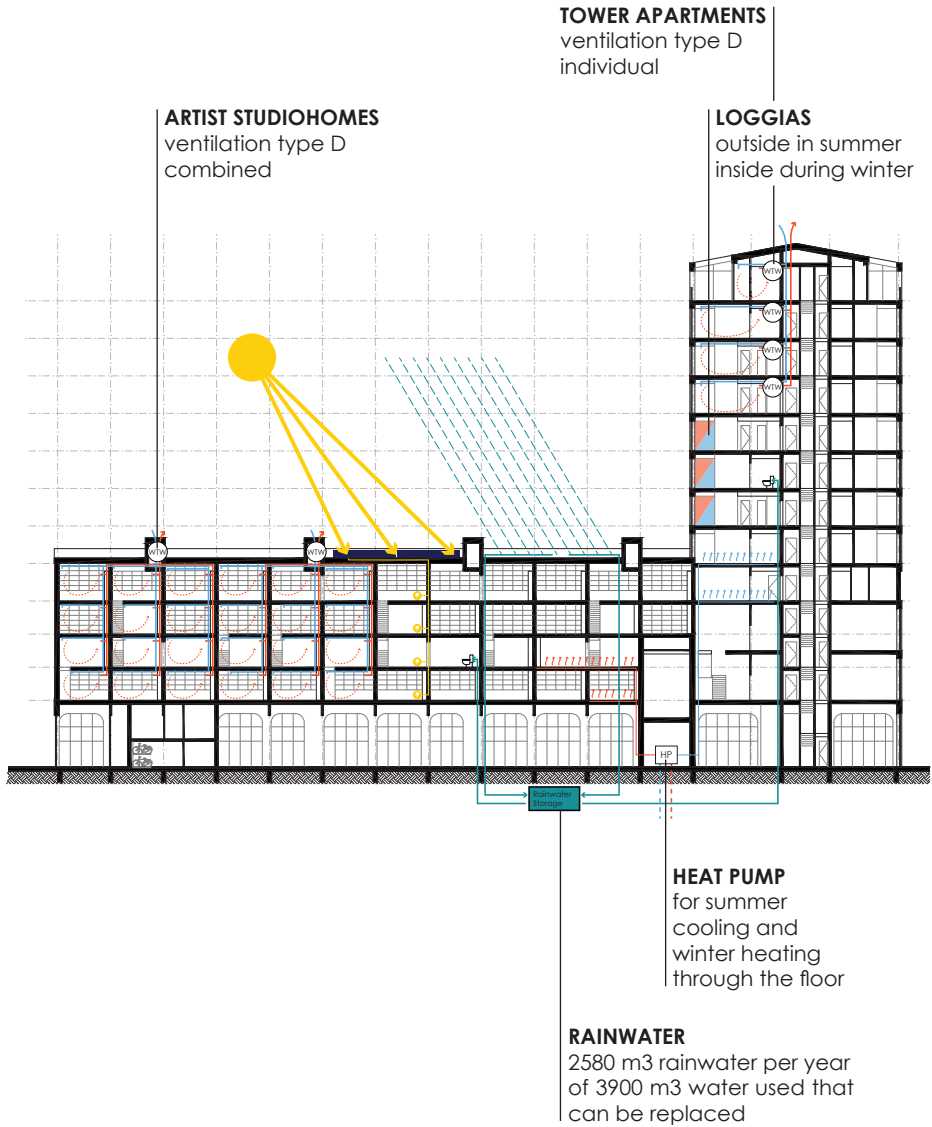 TOWER APARTMENTS
ventilation type D
individual
ARTIST STUDIOHOMES
ventilation type D
combined
LOGGIAS
outside in summer
inside during winter
WTW
WTW
WTW
WTW
WTW
WTW
HP
Rainwater
Storage
HEAT PUMP
for summer
cooling and
winter heating
through the floor
RAINWATER
2580 m3 rainwater per year
of 3900 m3 water used that
can be replaced